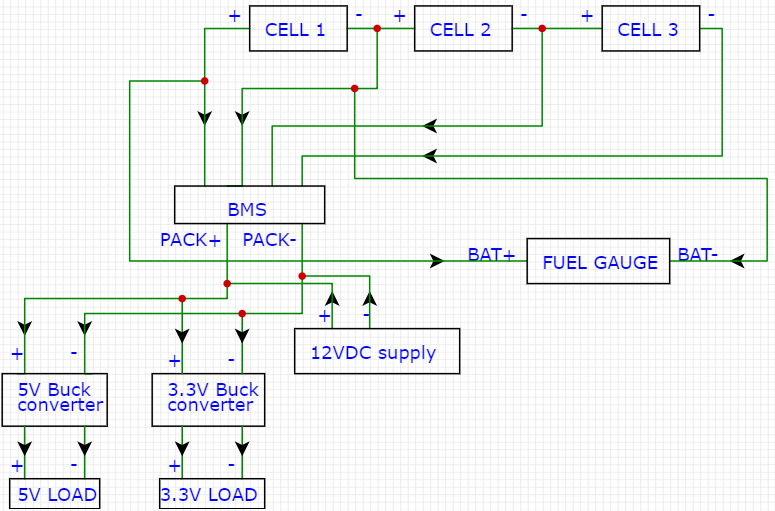 + CELL 1 - + CELL 2 - + CELL 3 -
BMS
PACK+ PACK-
BAT+ FUEL GAUGE BAT-
+ -
12VDC supply
+ - + -
5V Buck
converter
3.3V Buck
converter
+ - + -
5V LOAD 3.3V LOAD